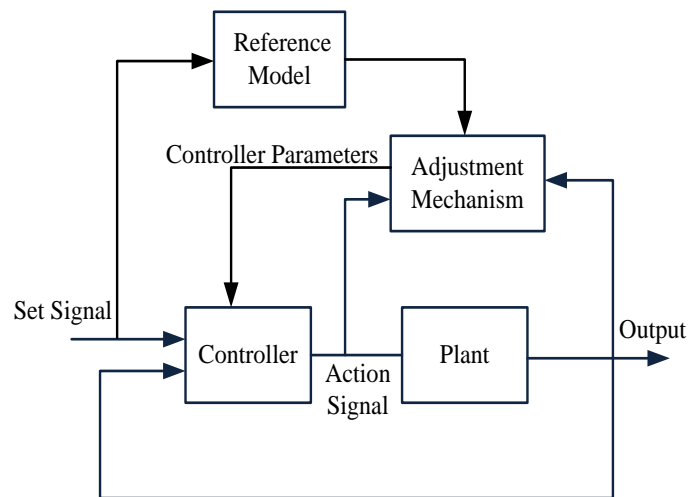 Reference
Model
Controller Parameters
Adjustment
Mechanism
Set Signal
Controller
Action
Signal
Plant
Output